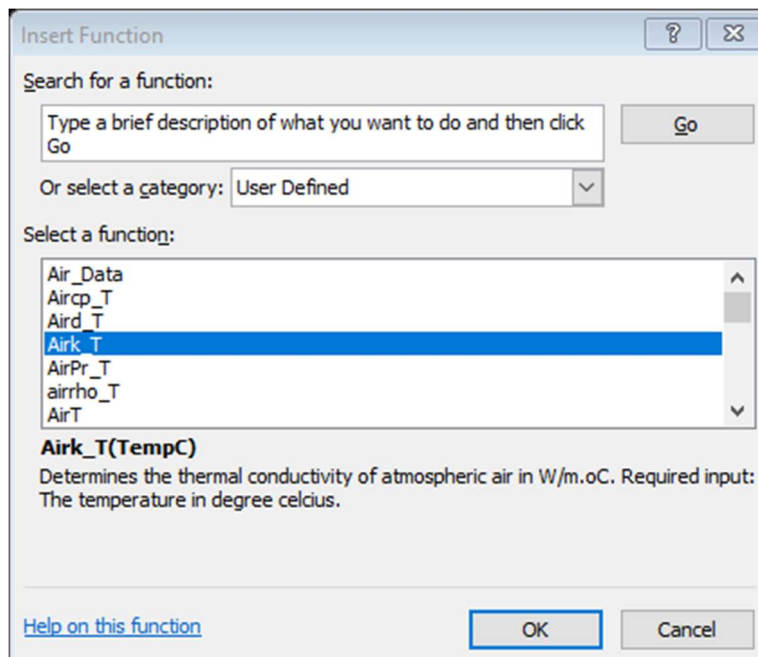 Insert Function
Search for a function:
Type a brief description of what you want to do and then click
Go
Go
Or select a category: User Defined
Select a function:
Air_Data
Aircp_T
Aird_T
Airk_T
AirPr_T
airrho_T
AirT
Airk_T(TempC)
Determines the thermal conductivity of atmospheric air in W/m.oC. Required input:
The temperature in degree celcius.
Help on this function
OK
Cancel